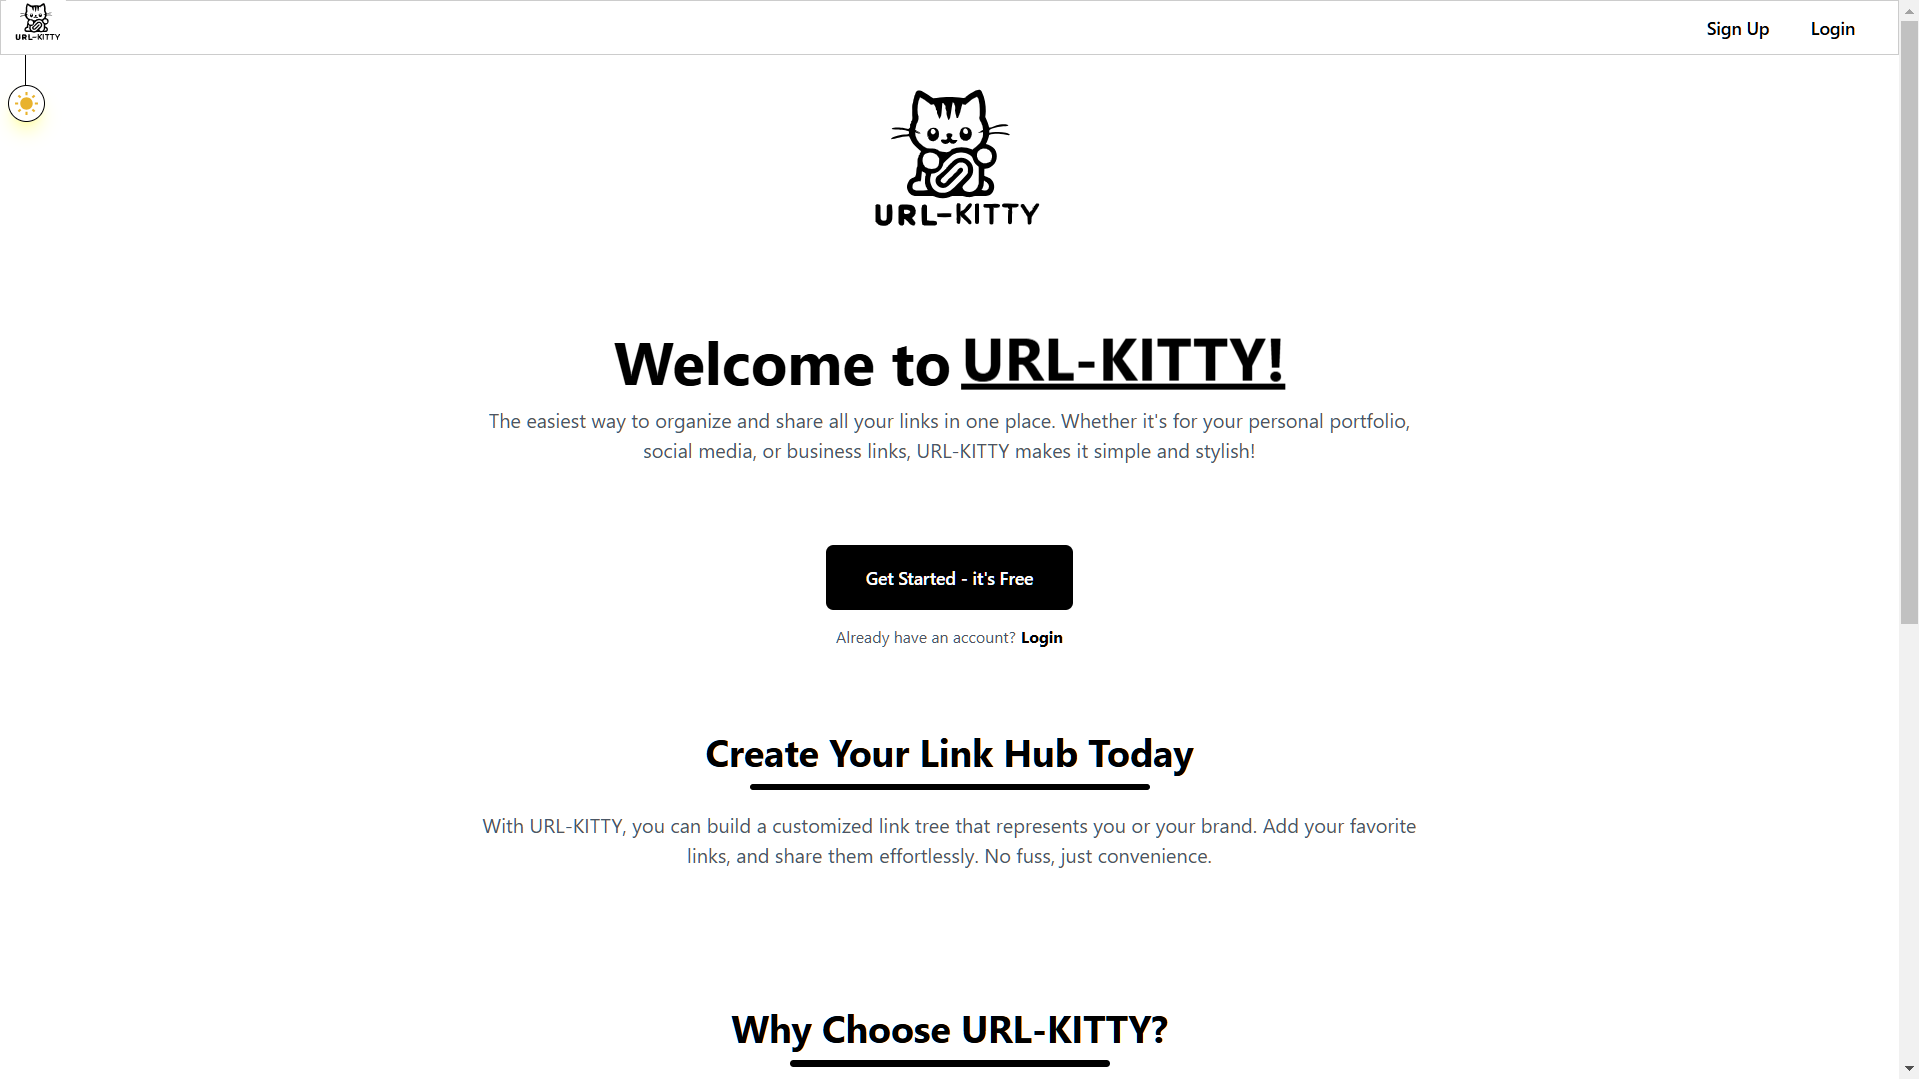 URL-KITTY
Sign Up
Login
URL-KITTY
Welcome to URL-KITTY!
The easiest way to organize and share all your links in one place. Whether it's for your personal portfolio,
social media, or business links, URL-KITTY makes it simple and stylish!
Get Started - it's Free
Already have an account? Login
Create Your Link Hub Today
With URL-KITTY, you can build a customized link tree that represents you or your brand. Add your favorite
links, and share them effortlessly. No fuss, just convenience.
Why Choose URL-KITTY?